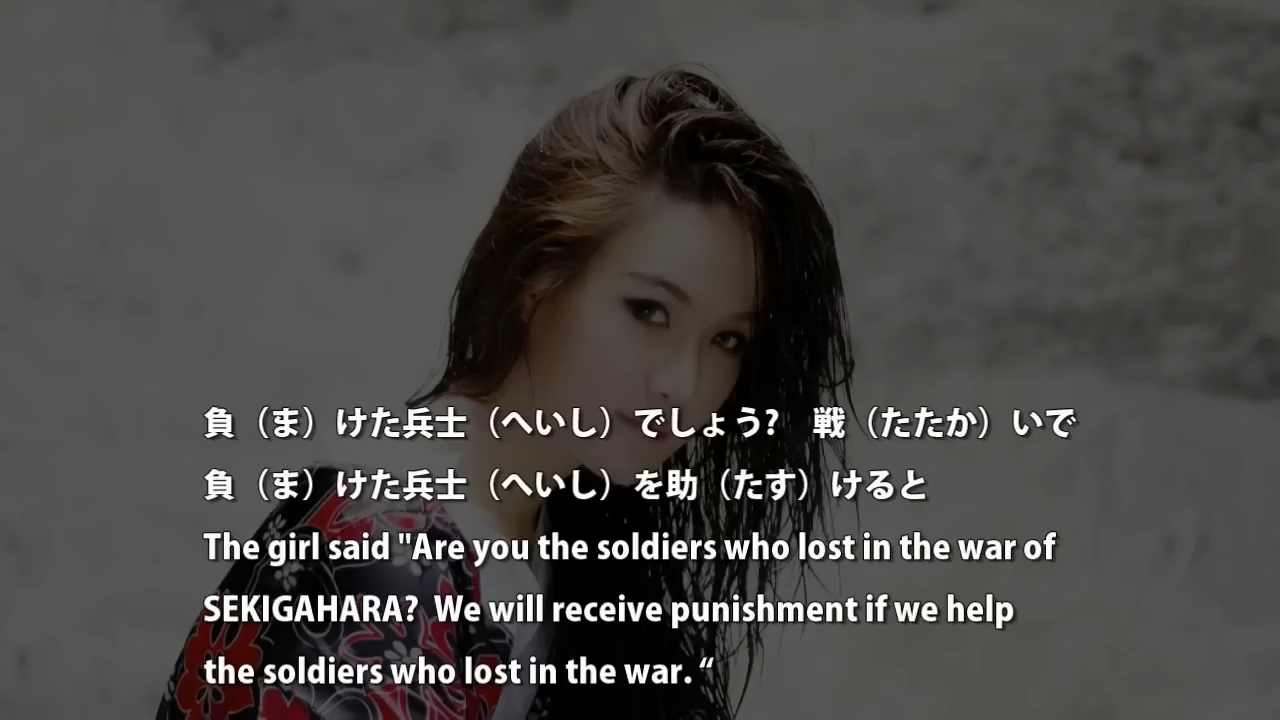 負（ま）けた兵士（へいし）でしょう?　戦（たたか）いで
負（ま）けた兵士（へいし）を助（たす）けると
The girl said "Are you the soldiers who lost in the war of
SEKIGAHARA?  We will receive punishment if we help
the soldiers who lost in the war. “